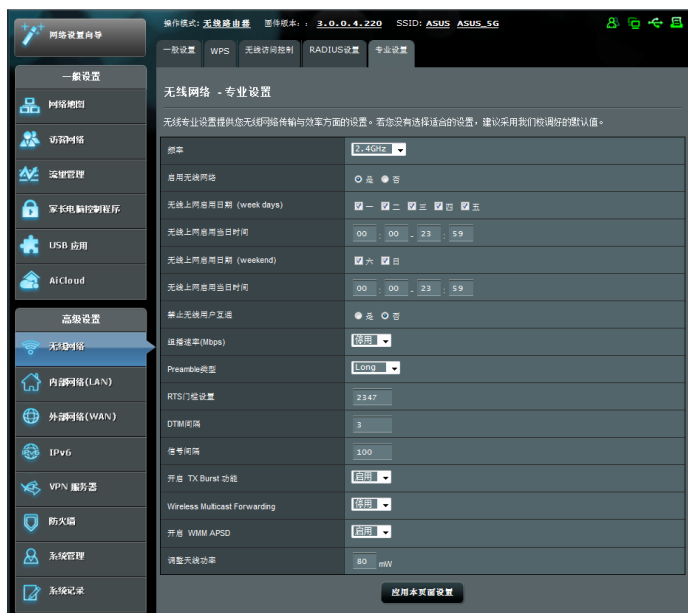 操作模式: 无线路由器 固件版本: : 3.0.0.4.220 SSID: ASUS ASUS_5G
网络设置向导
一般设置
网络地图
访客网络
流量管理
家长电脑控制程序
USB 应用
AiCloud
高级设置
无线网络
内部网络(LAN)
外部网络(WAN)
IPv6
VPN 服务器
防火墙
系统管理
系统记录
一般设置 WPS 无线访问控制 RADIUS设置 专业设置
无线网络 - 专业设置
无线专业设置提供您无线网络传输与效率方面的设置。若您没有选择适合的设置，建议采用我们校调好的默认值。
频率 2.4GHz
启用无线网络 是 否
无线上网启用日期 (week days) 一 二 三 四 五
无线上网启用当日时间 00 : 00 - 23 : 59
无线上网启用日期 (weekend) 六 日
无线上网启用当日时间 00 : 00 - 23 : 59
禁止无线用户互通 是 否
组播速率(Mbps) 停用
Preamble类型 Long
RTS门槛设置 2347
DTIM间隔 3
信号间隔 100
开启 TX Burst 功能 启用
Wireless Multicast Forwarding 停用
开启 WMM APSD 启用
调整天线功率 80 mW
应用本页面设置